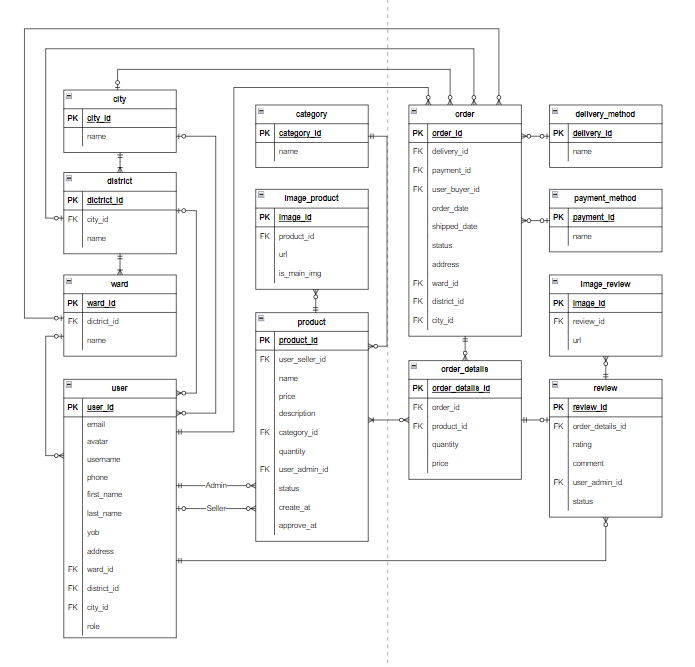 city
PK city_id
name
district
PK dictrict_id
FK city_id
name
ward
PK ward_id
FK dictrict_id
name
user
PK user_id
email
avatar
username
phone
first_name
last_name
yob
address
FK ward_id
FK district_id
FK city_id
role
category
PK category_id
name
image_product
PK image_id
FK product_id
url
is_main_img
product
PK product_id
FK user_seller_id
name
price
description
FK category_id
quantity
FK user_admin_id
status
create_at
approve_at
Admin
Seller
order
PK order_id
FK delivery_id
FK payment_id
FK user_buyer_id
order_date
shipped_date
status
address
FK ward_id
FK district_id
FK city_id
order_details
PK order_details_id
FK order_id
FK product_id
quantity
price
delivery_method
PK delivery_id
name
payment_method
PK payment_id
name
image_review
PK image_id
FK review_id
url
review
PK review_id
FK order_details_id
rating
comment
FK user_admin_id
status